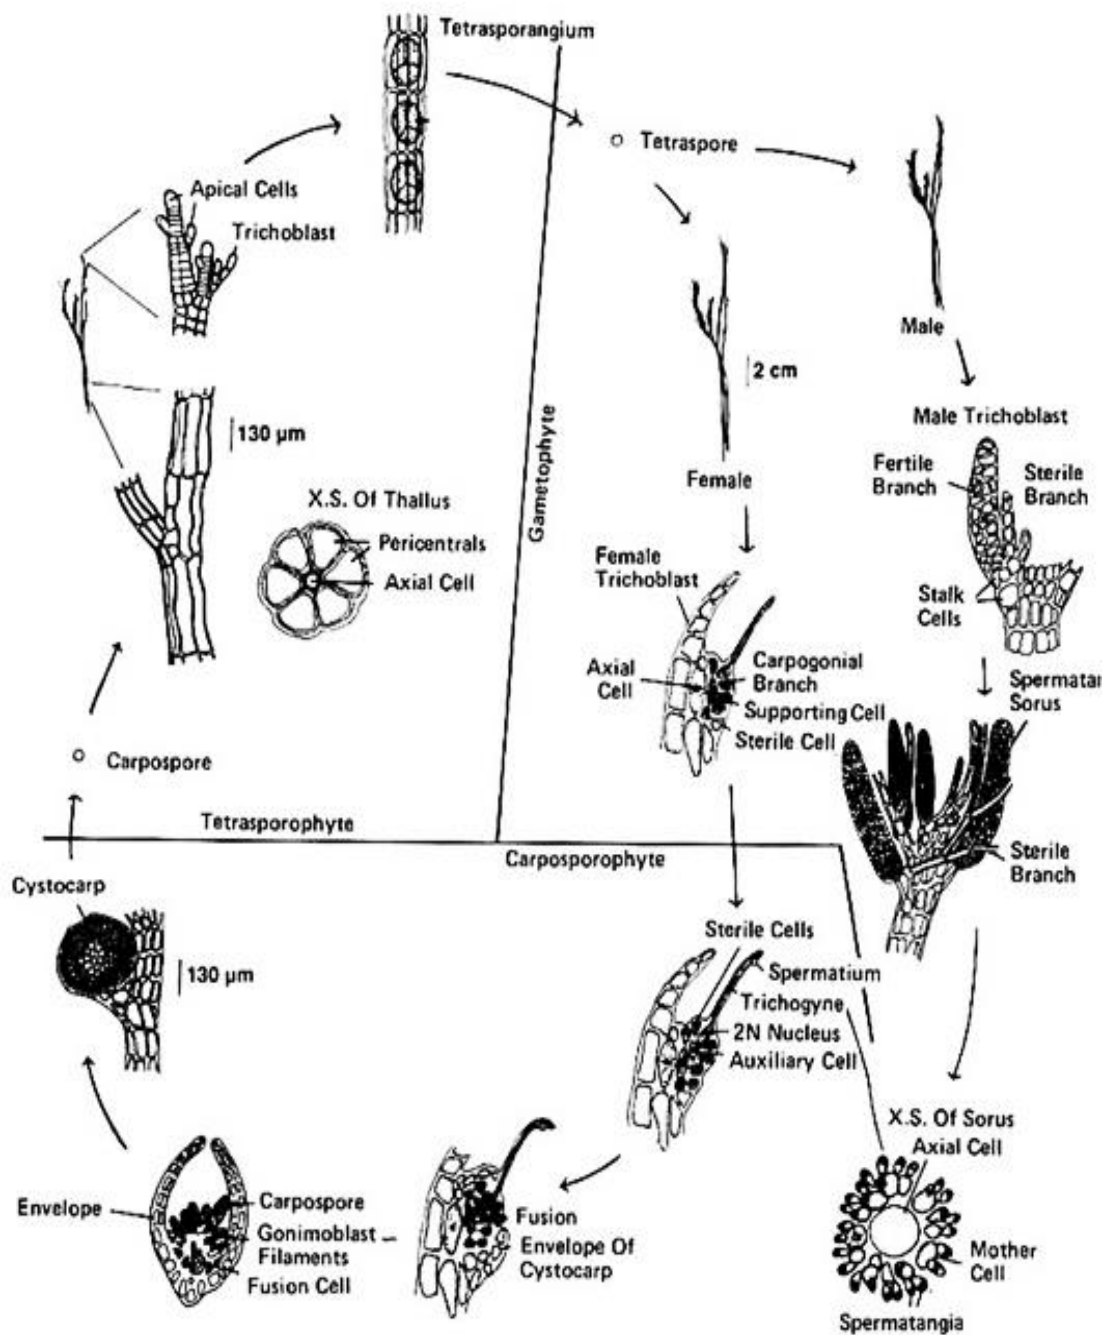 Tetrasporangium
Tetraspore
Apical Cells
Trichoblast
Male
2 cm
Male Trichoblast
130 µm
Fertile
Branch
Sterile
Branch
Female
X.S. Of Thallus
Pericentrals
Axial Cell
Gametophyte
Female
Trichoblast
Stalk
Cells
Axial
Cell
Carpogonial
Branch
Supporting Cell
Sterile Cell
Spermatar
Sorus
Carpospore
Tetrasporophyte
Carposporophyte
Sterile
Branch
Cystocarp
130 µm
Sterile Cells
Spermatium
Trichogyne
2N Nucleus
Auxiliary Cell
X.S. Of Sorus
Axial Cell
Envelope
Carpospore
Gonimoblast
Filaments
Fusion Cell
Fusion
Envelope Of
Cystocarp
Mother
Cell
Spermatangia